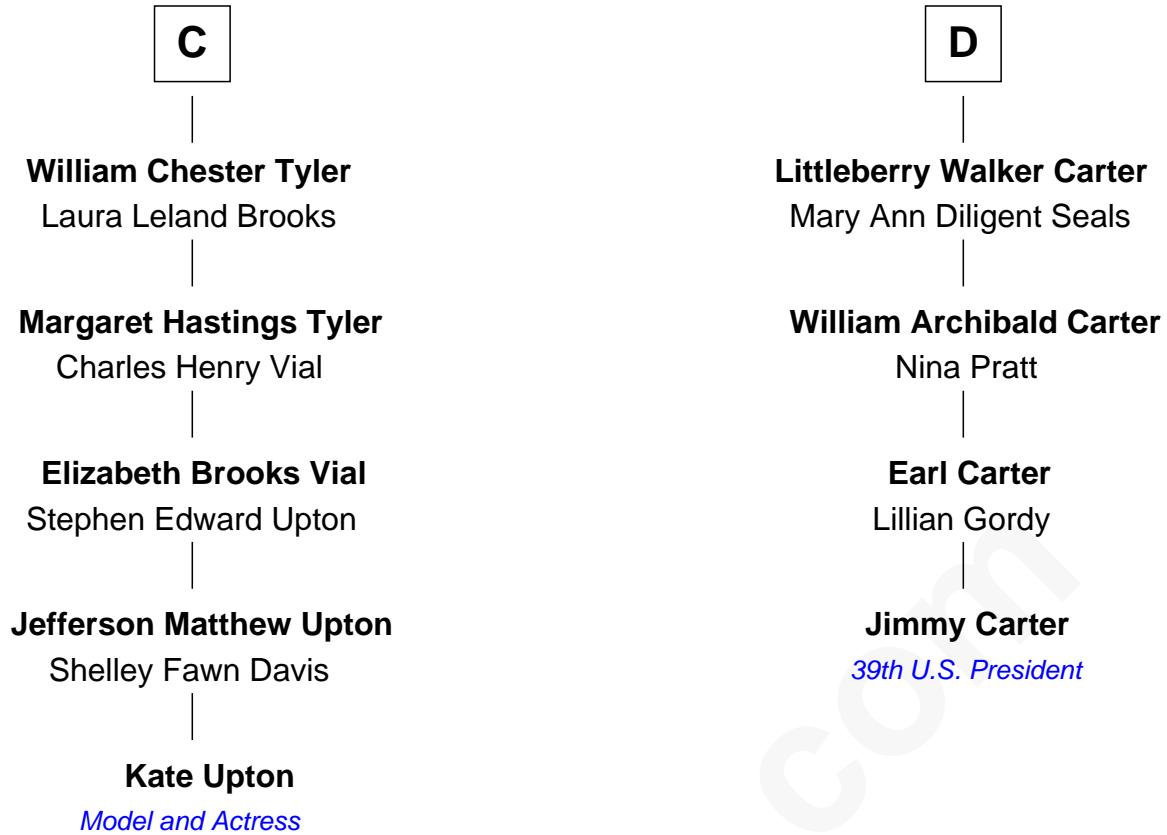 C
William Chester Tyler
Laura Leland Brooks
Margaret Hastings Tyler
Charles Henry Vial
Elizabeth Brooks Vial
Stephen Edward Upton
Jefferson Matthew Upton
Shelley Fawn Davis
Kate Upton
Model and Actress
D
Littleberry Walker Carter
Mary Ann Diligent Seals
William Archibald Carter
Nina Pratt
Earl Carter
Lillian Gordy
Jimmy Carter
39th U.S. President
com